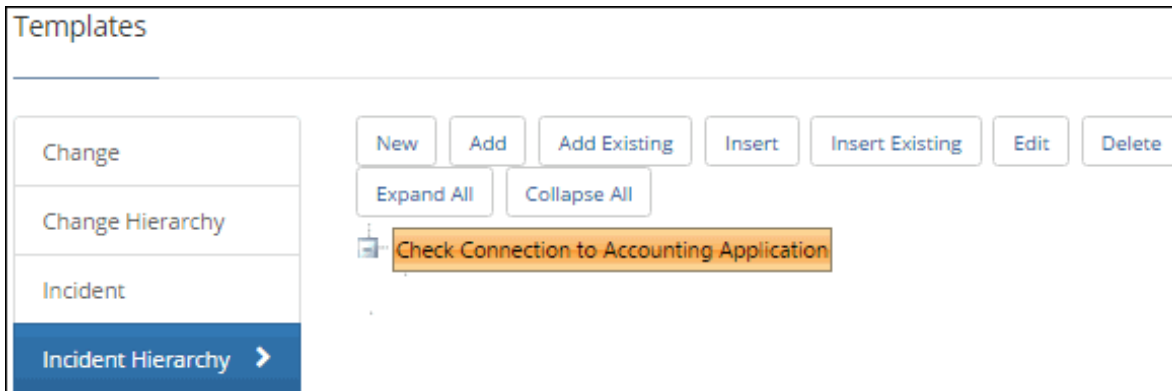 Templates
Change
Change Hierarchy
Incident
Incident Hierarchy
New Add Add Existing Insert Insert Existing Edit Delete
Expand All Collapse All
Check Connection to Accounting Application